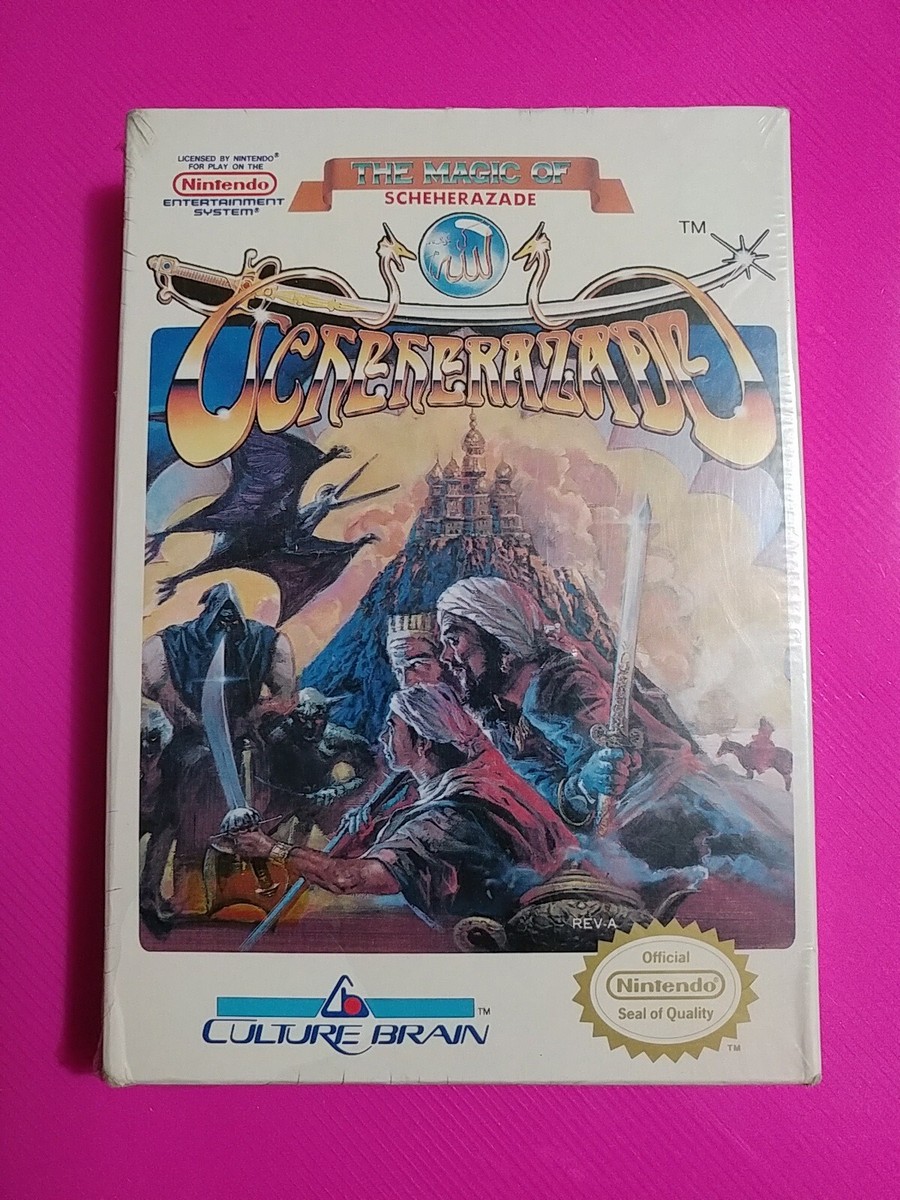 LICENSED BY NINTENDO®
FOR PLAY ON THE
Nintendo
ENTERTAINMENT
SYSTEM®
THE MAGIC OF
SCHEHERAZADE
TM
الله
SCHEHERAZADE
REV-A
Official
Nintendo®
Seal of Quality
TM
CULTURE BRAIN™